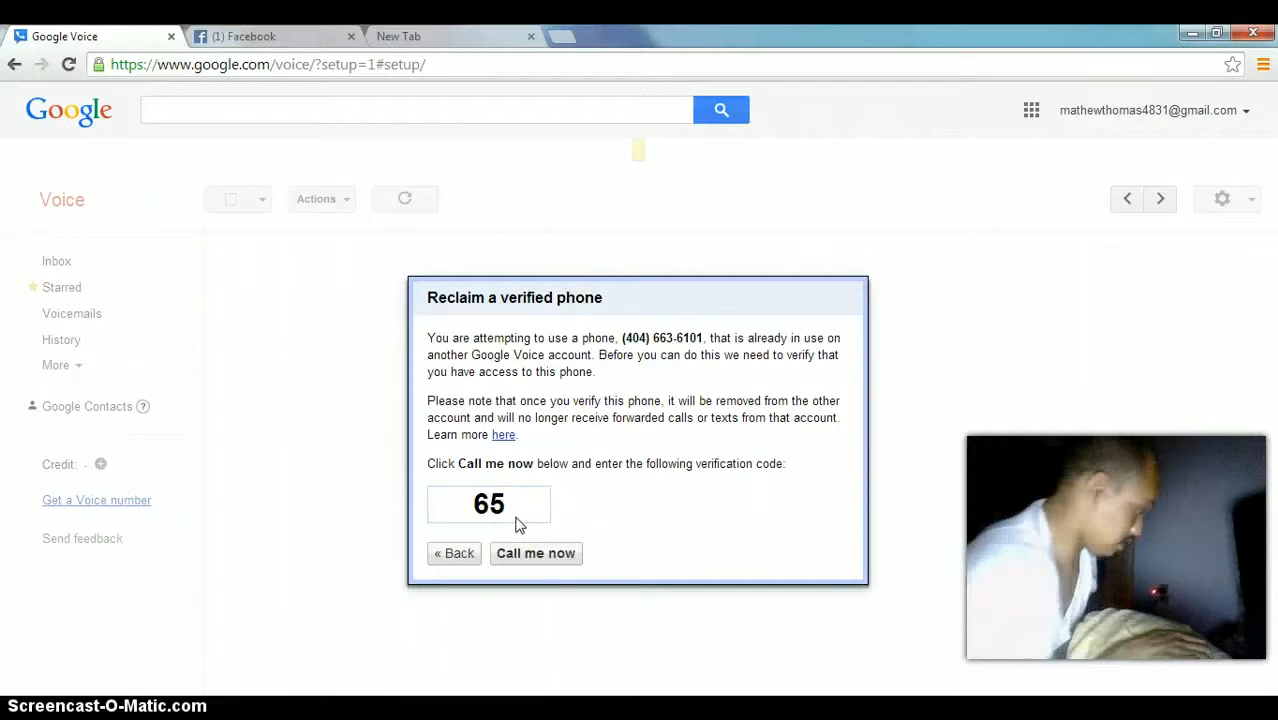 Google Voice
(1) Facebook
New Tab
https://www.google.com/voice/?setup=1#setup/
Google
mathewthomas4831@gmail.com
Voice
Actions
Inbox
Starred
Voicemails
History
More
Google Contacts ?
Credit: -
Get a Voice number
Send feedback
Reclaim a verified phone
You are attempting to use a phone, (404) 663-6101, that is already in use on
another Google Voice account. Before you can do this we need to verify that
you have access to this phone.
Please note that once you verify this phone, it will be removed from the other
account and will no longer receive forwarded calls or texts from that account.
Learn more here.
Click Call me now below and enter the following verification code:
65
« Back
Call me now
Screencast-O-Matic.com